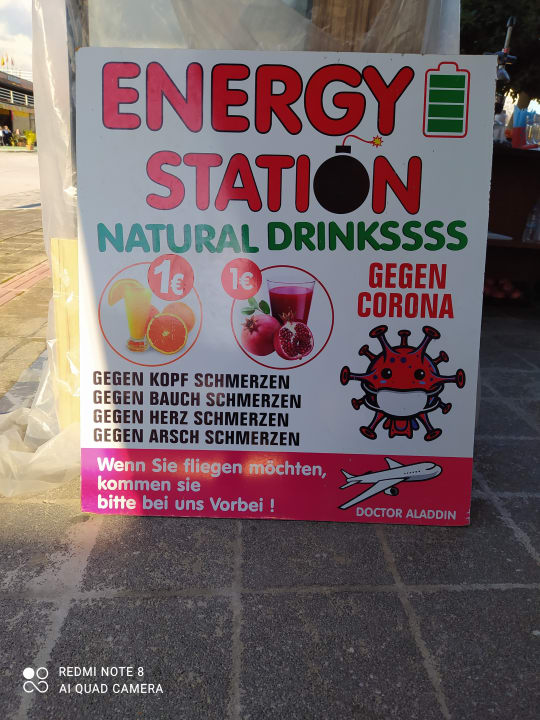 ENERGY
STATION
NATURAL DRINKSSSS
1€
1€
GEGEN
CORONA
GEGEN KOPF SCHMERZEN
GEGEN BAUCH SCHMERZEN
GEGEN HERZ SCHMERZEN
GEGEN ARSCH SCHMERZEN
Wenn Sie fliegen möchten,
kommen sie
bitte bei uns Vorbei !
DOCTOR ALADDIN
REDMI NOTE 8
AI QUAD CAMERA